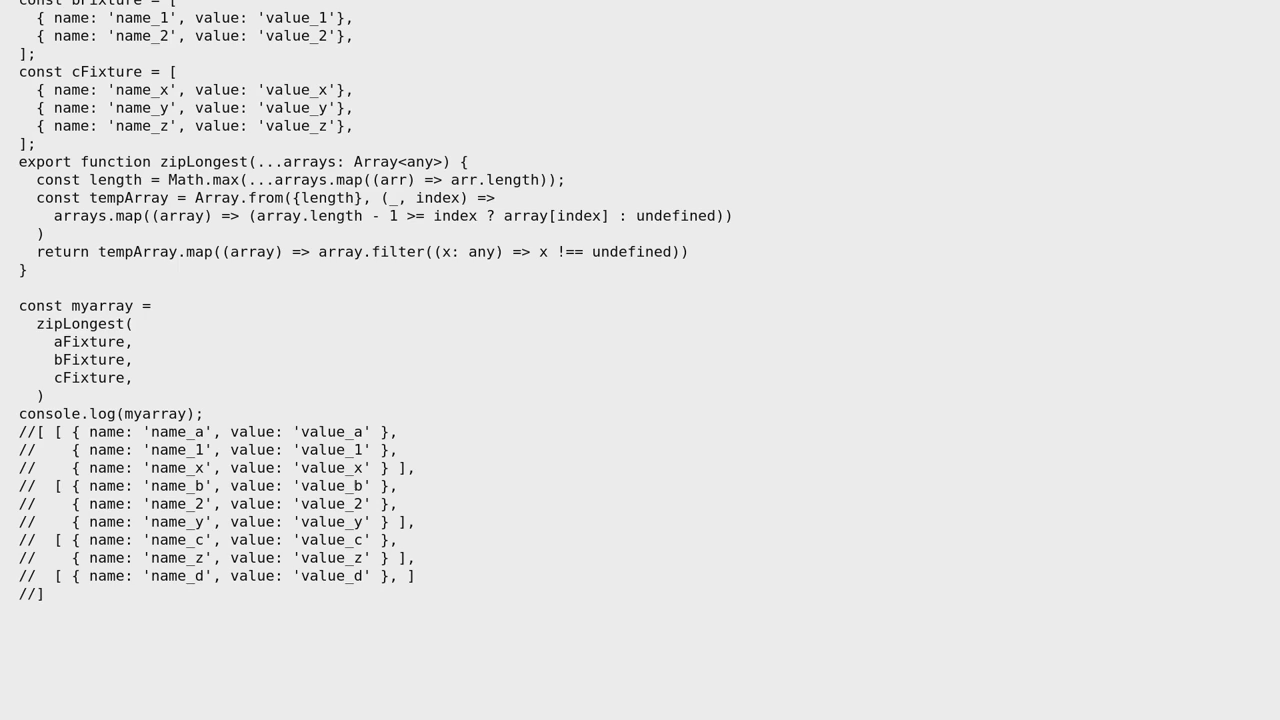 const bFixture = [
  { name: 'name_1', value: 'value_1'},
  { name: 'name_2', value: 'value_2'},
];
const cFixture = [
  { name: 'name_x', value: 'value_x'},
  { name: 'name_y', value: 'value_y'},
  { name: 'name_z', value: 'value_z'},
];
export function zipLongest(...arrays: Array<any>) {
  const length = Math.max(...arrays.map((arr) => arr.length));
  const tempArray = Array.from({length}, (_, index) =>
    arrays.map((array) => (array.length - 1 >= index ? array[index] : undefined))
  )
  return tempArray.map((array) => array.filter((x: any) => x !== undefined))
}

const myarray =
  zipLongest(
    aFixture,
    bFixture,
    cFixture,
  )
console.log(myarray);
//[ [ { name: 'name_a', value: 'value_a' },
//    { name: 'name_1', value: 'value_1' },
//    { name: 'name_x', value: 'value_x' } ],
//  [ { name: 'name_b', value: 'value_b' },
//    { name: 'name_2', value: 'value_2' },
//    { name: 'name_y', value: 'value_y' } ],
//  [ { name: 'name_c', value: 'value_c' },
//    { name: 'name_z', value: 'value_z' } ],
//  [ { name: 'name_d', value: 'value_d' }, ]
//]